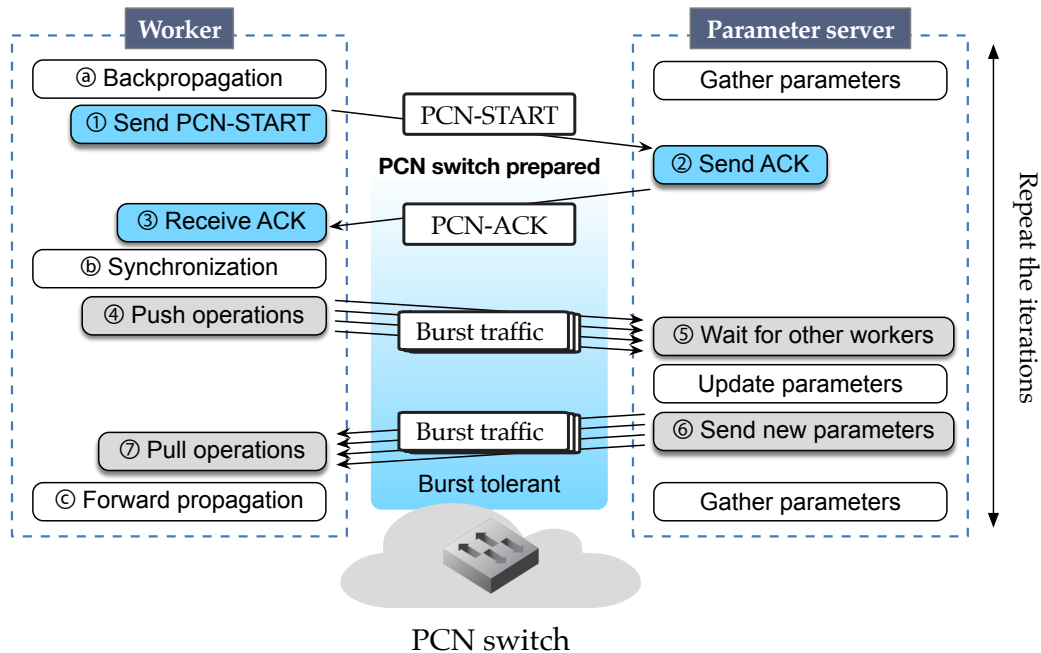 Worker
Parameter server
ⓐ Backpropagation
Gather parameters
① Send PCN-START
PCN-START
PCN switch prepared
② Send ACK
③ Receive ACK
PCN-ACK
ⓑ Synchronization
④ Push operations
Burst traffic
⑤ Wait for other workers
Update parameters
Burst traffic
⑥ Send new parameters
⑦ Pull operations
Burst tolerant
ⓒ Forward propagation
Gather parameters
Repeat the iterations
PCN switch